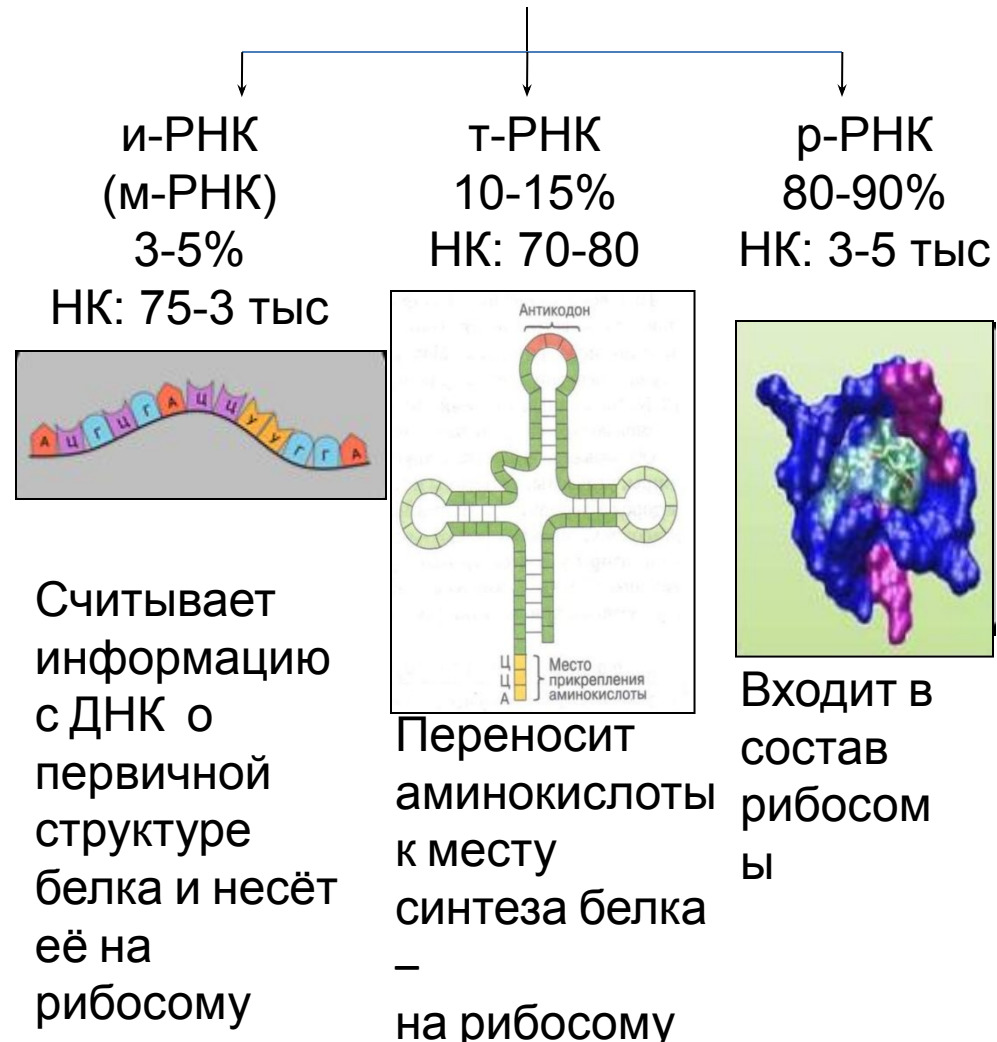 и-РНК
(м-РНК)
3-5%
НК: 75-3 тыс
А Ц Г Ц Г А Ц Ц У У Г Г А
Считывает
информацию
с ДНК о
первичной
структуре
белка и несёт
её на
рибосому
т-РНК
10-15%
НК: 70-80
Антикодон
Ц
Ц
А
Место
прикрепления
аминокислоты
Переносит
аминокислоты
к месту
синтеза белка
–
на рибосому
р-РНК
80-90%
НК: 3-5 тыс
Входит в
состав
рибосом
ы